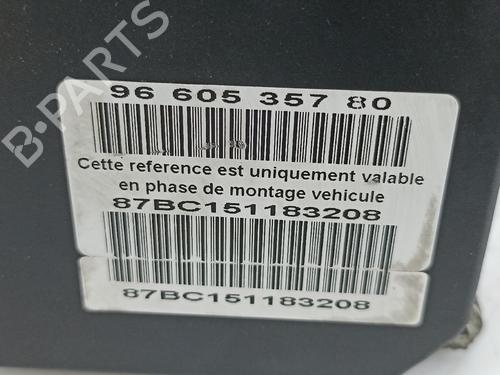 B-PARTS
96 605 357 80
Cette reference est uniquement valable
en phase de montage vehicule
87BC151183208
87BC151183208